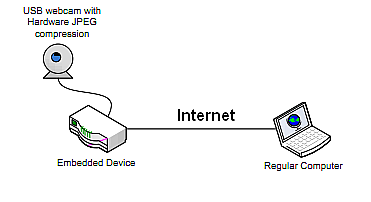 USB webcam with
Hardware JPEG
compression
Internet
Embedded Device
Regular Computer